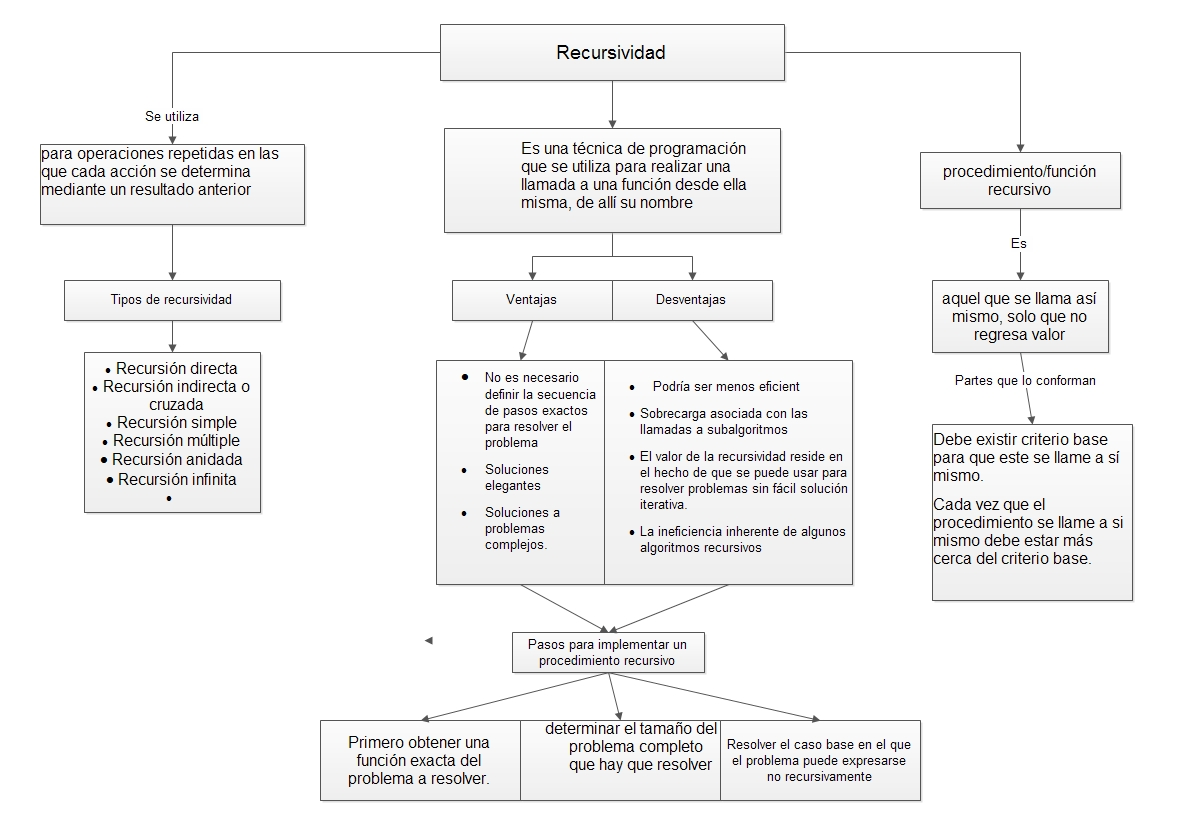 Recursividad
Se utiliza
para operaciones repetidas en las
que cada acción se determina
mediante un resultado anterior
Tipos de recursividad
• Recursión directa
• Recursión indirecta o
cruzada
• Recursión simple
• Recursión múltiple
• Recursión anidada
• Recursión infinita
•
Es una técnica de programación
que se utiliza para realizar una
llamada a una función desde ella
misma, de allí su nombre
Ventajas
• No es necesario
definir la secuencia
de pasos exactos
para resolver el
problema
• Soluciones
elegantes
• Soluciones a
problemas
complejos.
Desventajas
• Podría ser menos eficient
• Sobrecarga asociada con las
llamadas a subalgoritmos
• El valor de la recursividad reside en
el hecho de que se puede usar para
resolver problemas sin fácil solución
iterativa.
• La ineficiencia inherente de algunos
algoritmos recursivos
Pasos para implementar un
procedimiento recursivo
Primero obtener una
función exacta del
problema a resolver.
determinar el tamaño del
problema completo
que hay que resolver
Resolver el caso base en el que
el problema puede expresarse
no recursivamente
procedimiento/función
recursivo
Es
aquel que se llama así
mismo, solo que no
regresa valor
Partes que lo conforman
Debe existir criterio base
para que este se llame a sí
mismo.
Cada vez que el
procedimiento se llame a si
mismo debe estar más
cerca del criterio base.